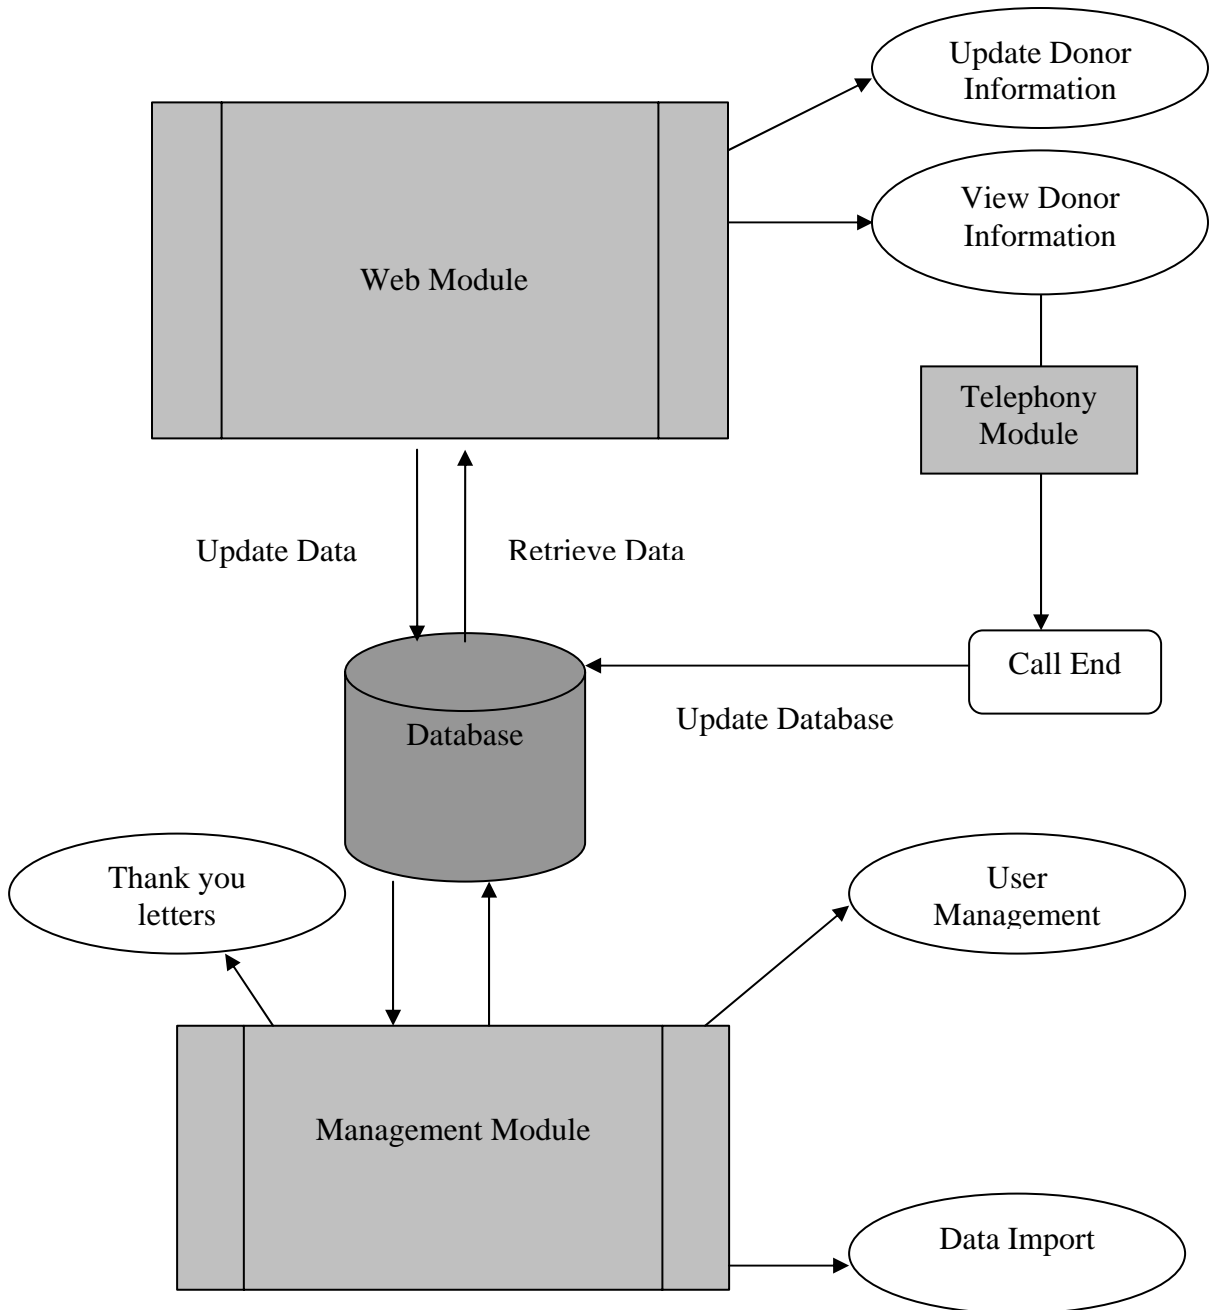 Update Donor
Information
View Donor
Information
Web Module
Telephony
Module
Update Data
Retrieve Data
Call End
Update Database
Database
Thank you
letters
User
Management
Management Module
Data Import